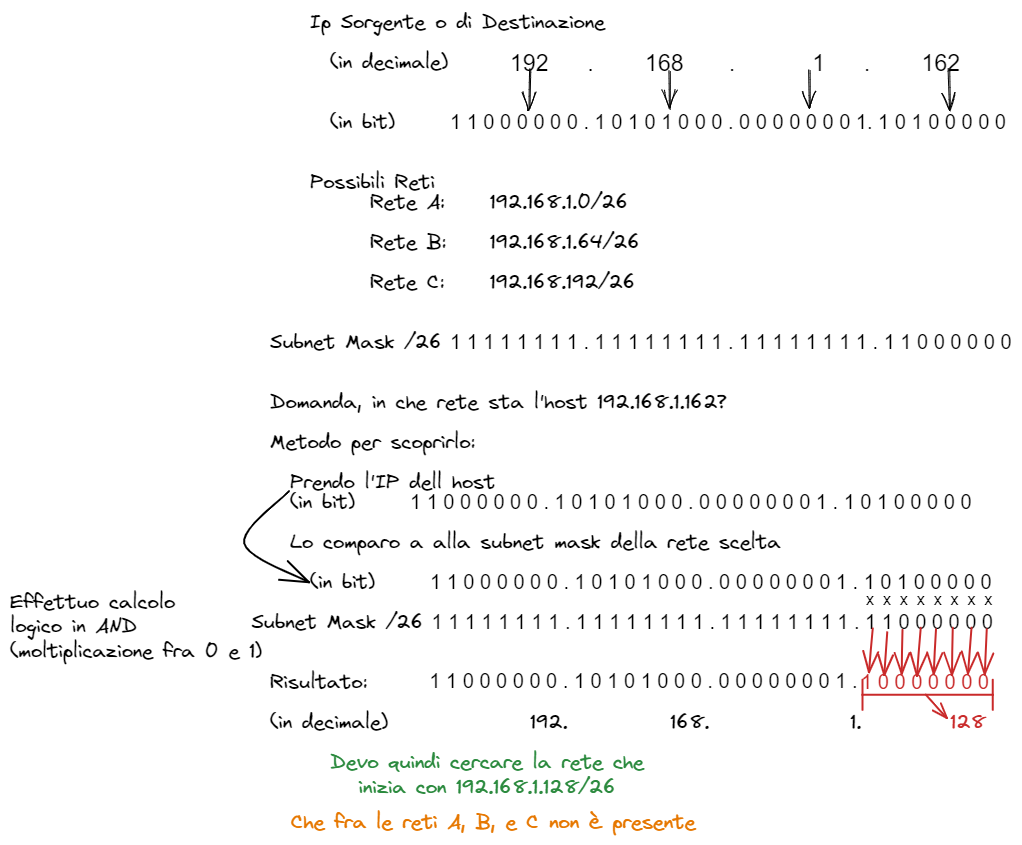 Ip Sorgente o di Destinazione
(in decimale) 192 . 168 . 1 . 162
(in bit) 11000000.10101000.00000001.10100000
Possibili Reti
Rete A: 192.168.1.0/26
Rete B: 192.168.1.64/26
Rete C: 192.168.192/26
Subnet Mask /26 11111111.11111111.11111111.11000000
Domanda, in che rete sta l'host 192.168.1.162?
Metodo per scoprirlo:
Prendo l'IP dell host
(in bit) 11000000.10101000.00000001.10100000
Lo comparo a alla subnet mask della rete scelta
(in bit) 11000000.10101000.00000001.10100000
x x x x x x x x
Effettuo calcolo
logico in AND
(moltiplicazione fra 0 e 1)
Subnet Mask /26 11111111.11111111.11111111.11000000
Risultato: 11000000.10101000.00000001.10000000
(in decimale) 192. 168. 1. 128
Devo quindi cercare la rete che
inizia con 192.168.1.128/26
Che fra le reti A, B, e C non è presente